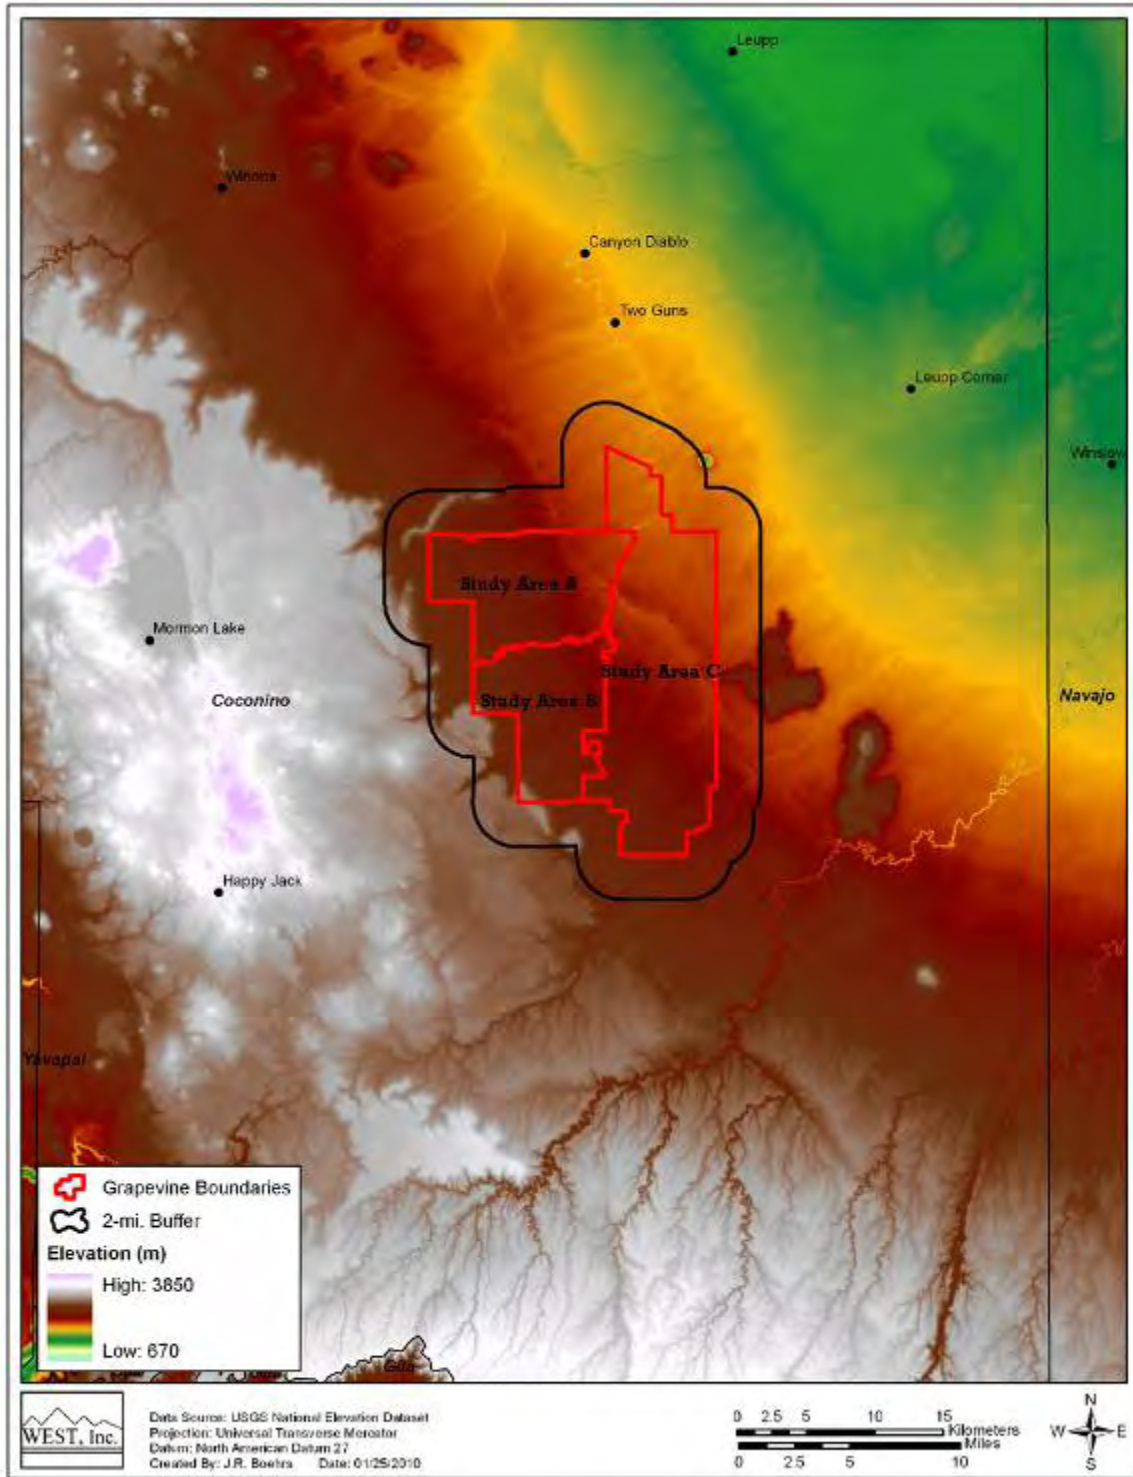 Leupp
Winona
Canyon Diablo
Two Guns
Leupp Corner
Winslow
Study Area A
Mormon Lake
Study Area C
Coconino
Study Area B
Navajo
Happy Jack
Yavapai
Grapevine Boundaries
2-mi. Buffer
Elevation (m)
High: 3850
Low: 670
Gila
WEST, Inc.
Data Source: USGS National Elevation Dataset
Projection: Universal Transverse Mercator
Datum: North American Datum 27
Created By: J.R. Boehrs Date: 01/25/2010
0 2.5 5 10 15
Kilometers
Miles
0 2.5 5 10
N
W E
S